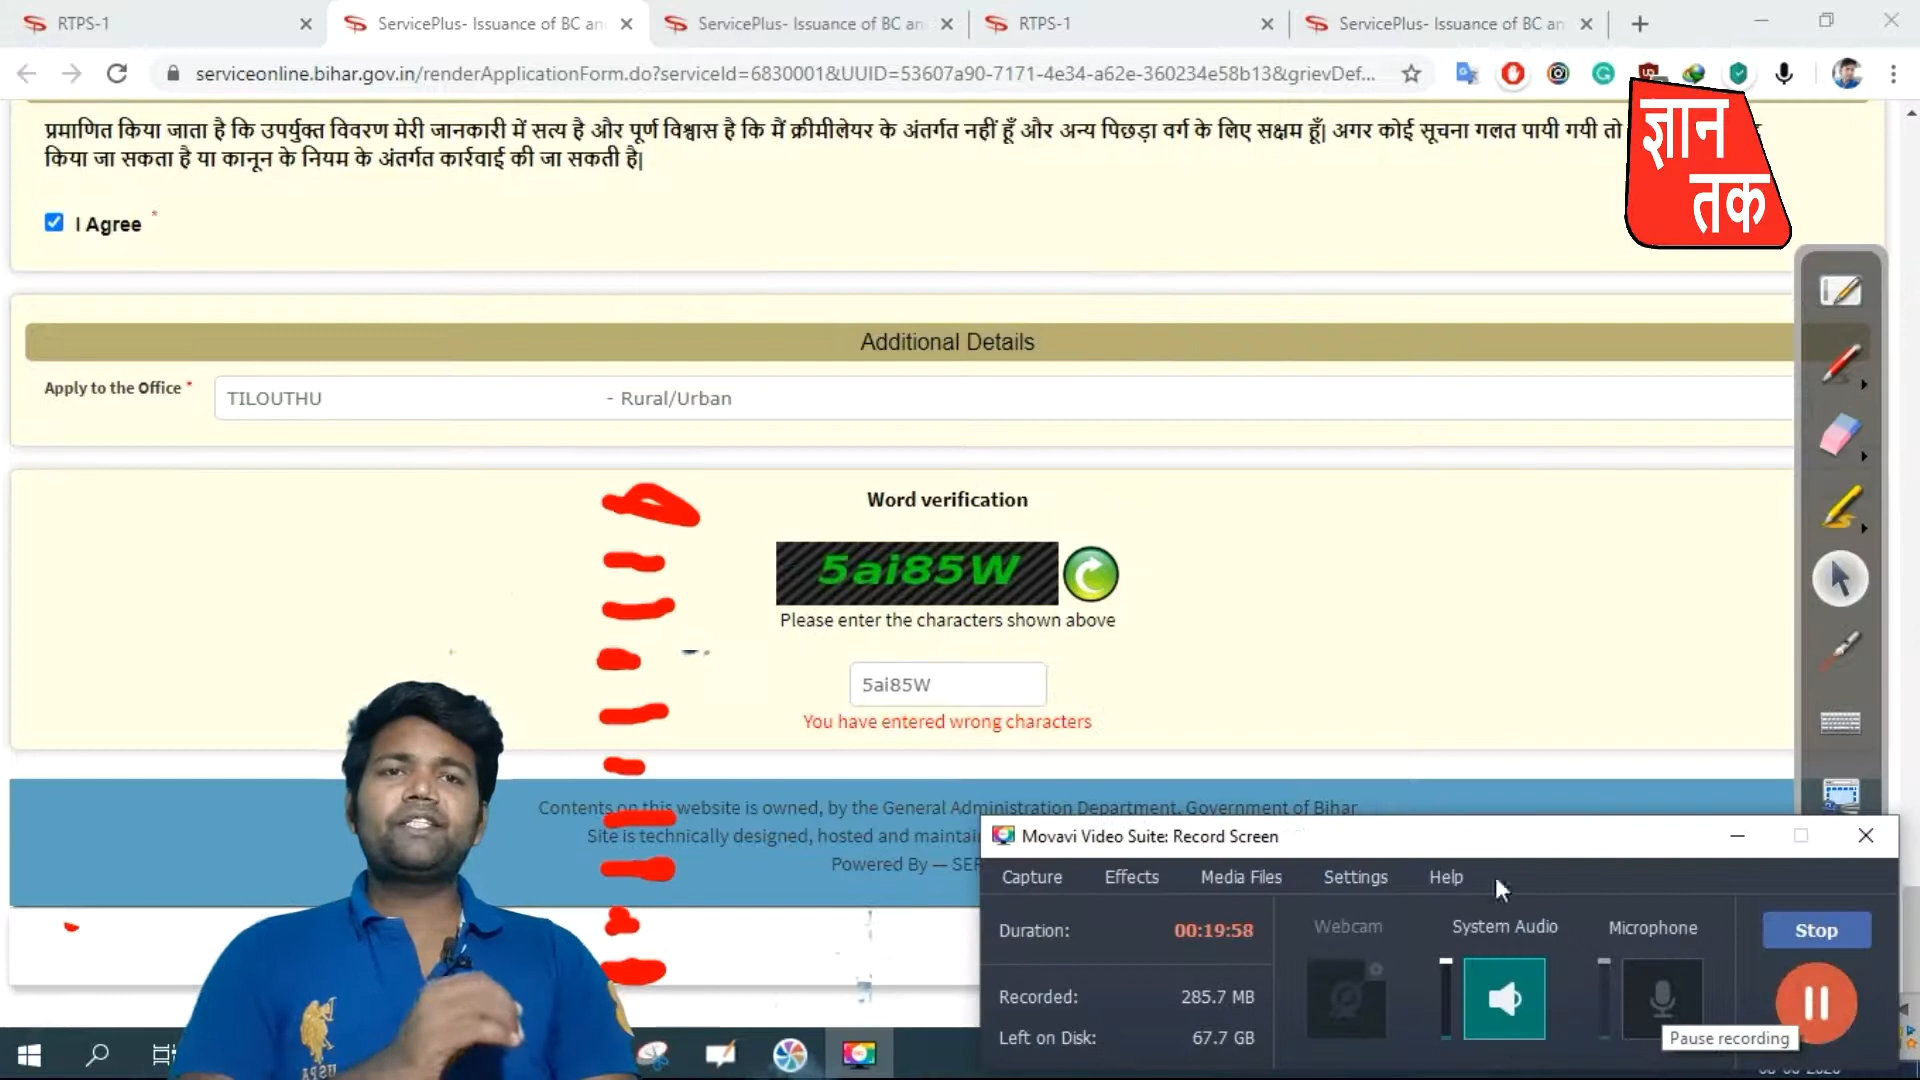 RTPS-1
ServicePlus- Issuance of BC an
ServicePlus- Issuance of BC an
RTPS-1
ServicePlus- Issuance of BC an
serviceonline.bihar.gov.in/renderApplicationForm.do?serviceId=6830001&UUID=53607a90-7171-4e34-a62e-360234e58b13&grievDef...
प्रमाणित किया जाता है कि उपर्युक्त विवरण मेरी जानकारी में सत्य है और पूर्ण विश्वास है कि मैं क्रीमीलेयर के अंतर्गत नहीं हूँ और अन्य पिछड़ा वर्ग के लिए सक्षम हूँ| अगर कोई सूचना गलत पायी गयी तो
किया जा सकता है या कानून के नियम के अंतर्गत कार्रवाई की जा सकती है|
ज्ञान
तक
I Agree *
Additional Details
Apply to the Office *
TILOUTHU - Rural/Urban
Word verification
5ai85W
Please enter the characters shown above
5ai85W
You have entered wrong characters
Contents on this website is owned, by the General Administration Department, Government of Bihar
Site is technically designed, hosted and
Powered By —
Movavi Video Suite: Record Screen
Capture Effects Media Files Settings Help
Duration: 00:19:58
Webcam System Audio Microphone
Stop
Recorded: 285.7 MB
Left on Disk: 67.7 GB
Pause recording